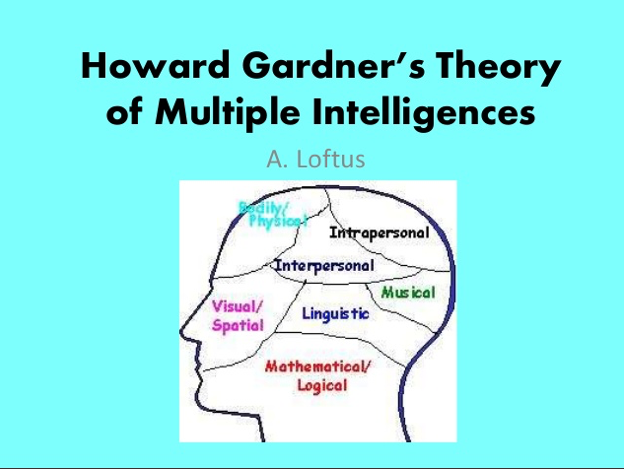 Howard Gardner’s Theory
of Multiple Intelligences
A. Loftus
Bodily/
Physical
Intrapersonal
Interpersonal
Musical
Visual/
Spatial
Linguistic
Mathematical/
Logical